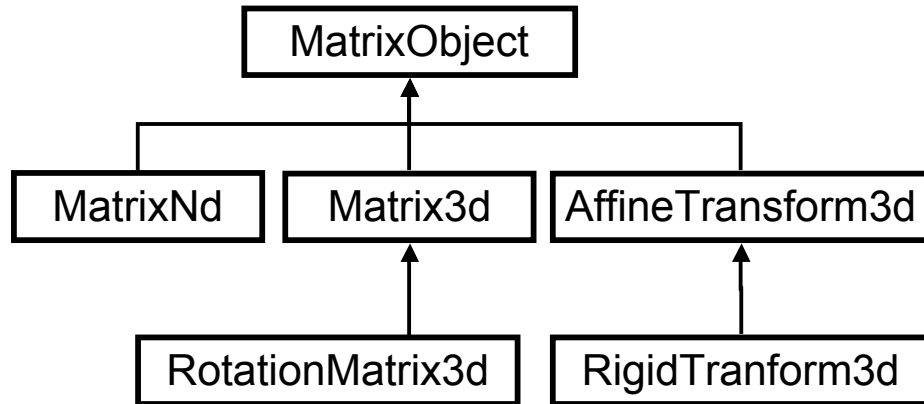 MatrixObject
MatrixNd
Matrix3d
AffineTransform3d
RotationMatrix3d
RigidTranform3d